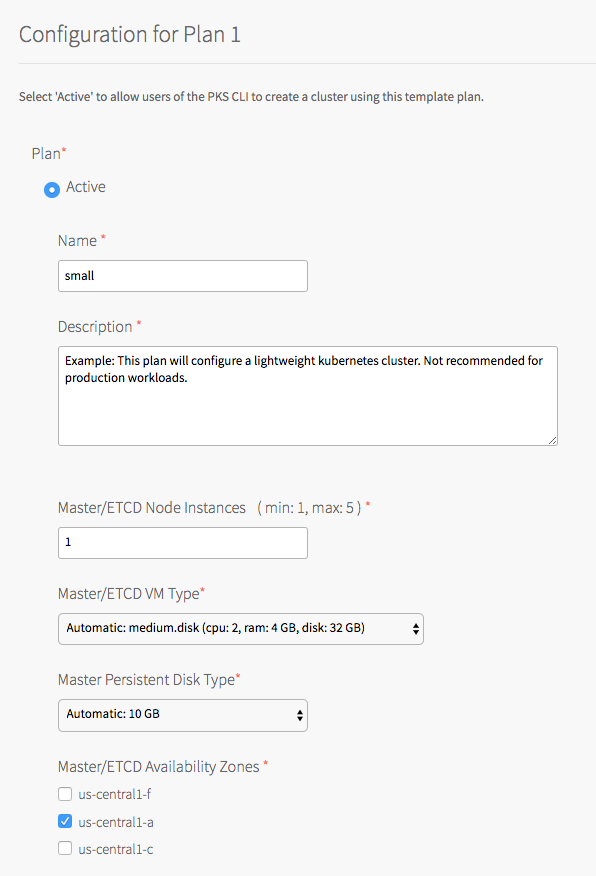 Configuration for Plan 1
Select 'Active' to allow users of the PKS CLI to create a cluster using this template plan.
Plan*
Active
Name *
small
Description *
Example: This plan will configure a lightweight kubernetes cluster. Not recommended for
production workloads.
Master/ETCD Node Instances ( min: 1, max: 5 ) *
1
Master/ETCD VM Type*
Automatic: medium.disk (cpu: 2, ram: 4 GB, disk: 32 GB)
Master Persistent Disk Type*
Automatic: 10 GB
Master/ETCD Availability Zones *
us-central1-f
us-central1-a
us-central1-c